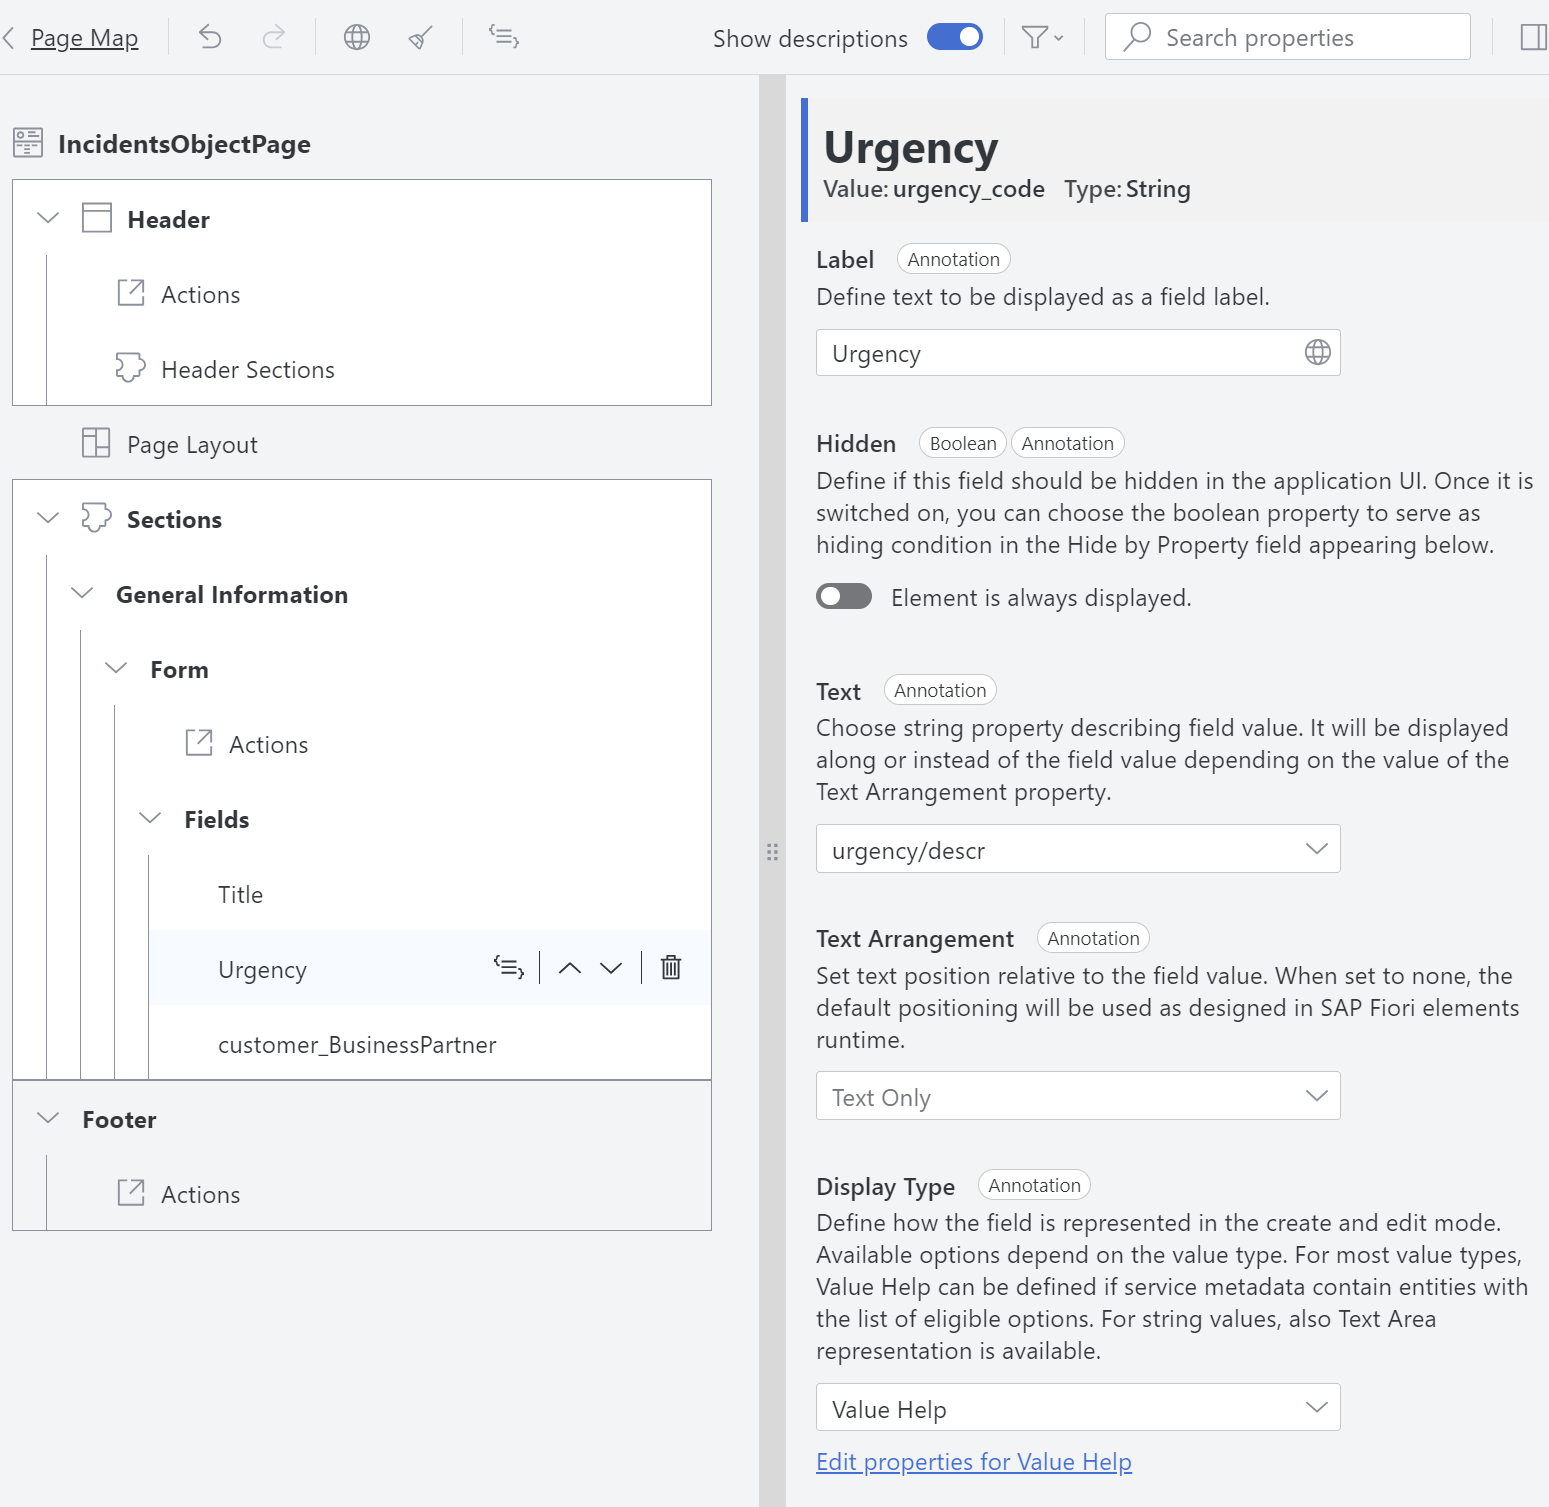 Page Map
Show descriptions
Search properties
IncidentsObjectPage
Header
Actions
Header Sections
Page Layout
Sections
General Information
Form
Actions
Fields
Title
Urgency
customer_BusinessPartner
Footer
Actions
Urgency
Value: urgency_code Type: String
Label Annotation
Define text to be displayed as a field label.
Urgency
Hidden Boolean Annotation
Define if this field should be hidden in the application UI. Once it is
switched on, you can choose the boolean property to serve as
hiding condition in the Hide by Property field appearing below.
Element is always displayed.
Text Annotation
Choose string property describing field value. It will be displayed
along or instead of the field value depending on the value of the
Text Arrangement property.
urgency/descr
Text Arrangement Annotation
Set text position relative to the field value. When set to none, the
default positioning will be used as designed in SAP Fiori elements
runtime.
Text Only
Display Type Annotation
Define how the field is represented in the create and edit mode.
Available options depend on the value type. For most value types,
Value Help can be defined if service metadata contain entities with
the list of eligible options. For string values, also Text Area
representation is available.
Value Help
Edit properties for Value Help